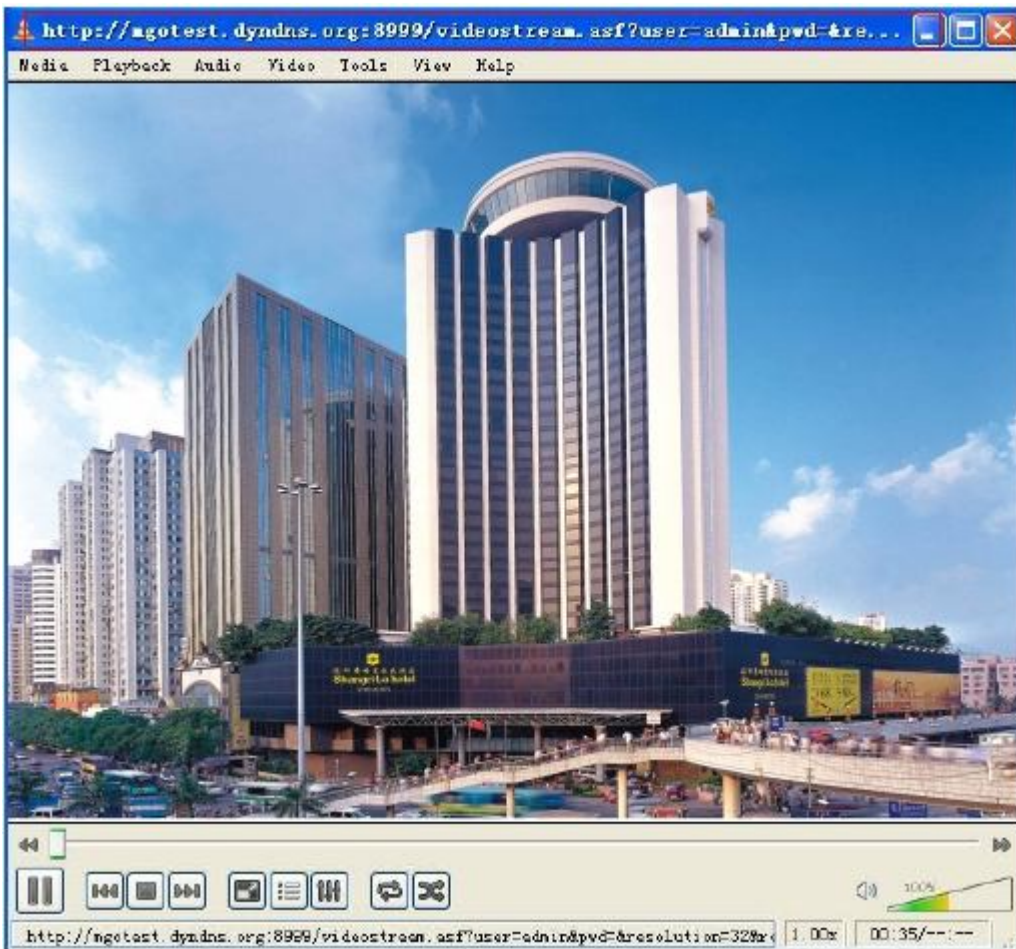 http://mgotest.dyndns.org:8999/videostream.asf?user=admin&pwd=&re...
Media Playback Audio Video Tools View Help
Shangri-La hotel
Shangri-La hotel
100%
http://mgotest.dyndns.org:8999/videostream.asf?user=admin&pwd=&resolution=32&r
1.00x
00:35/--:--